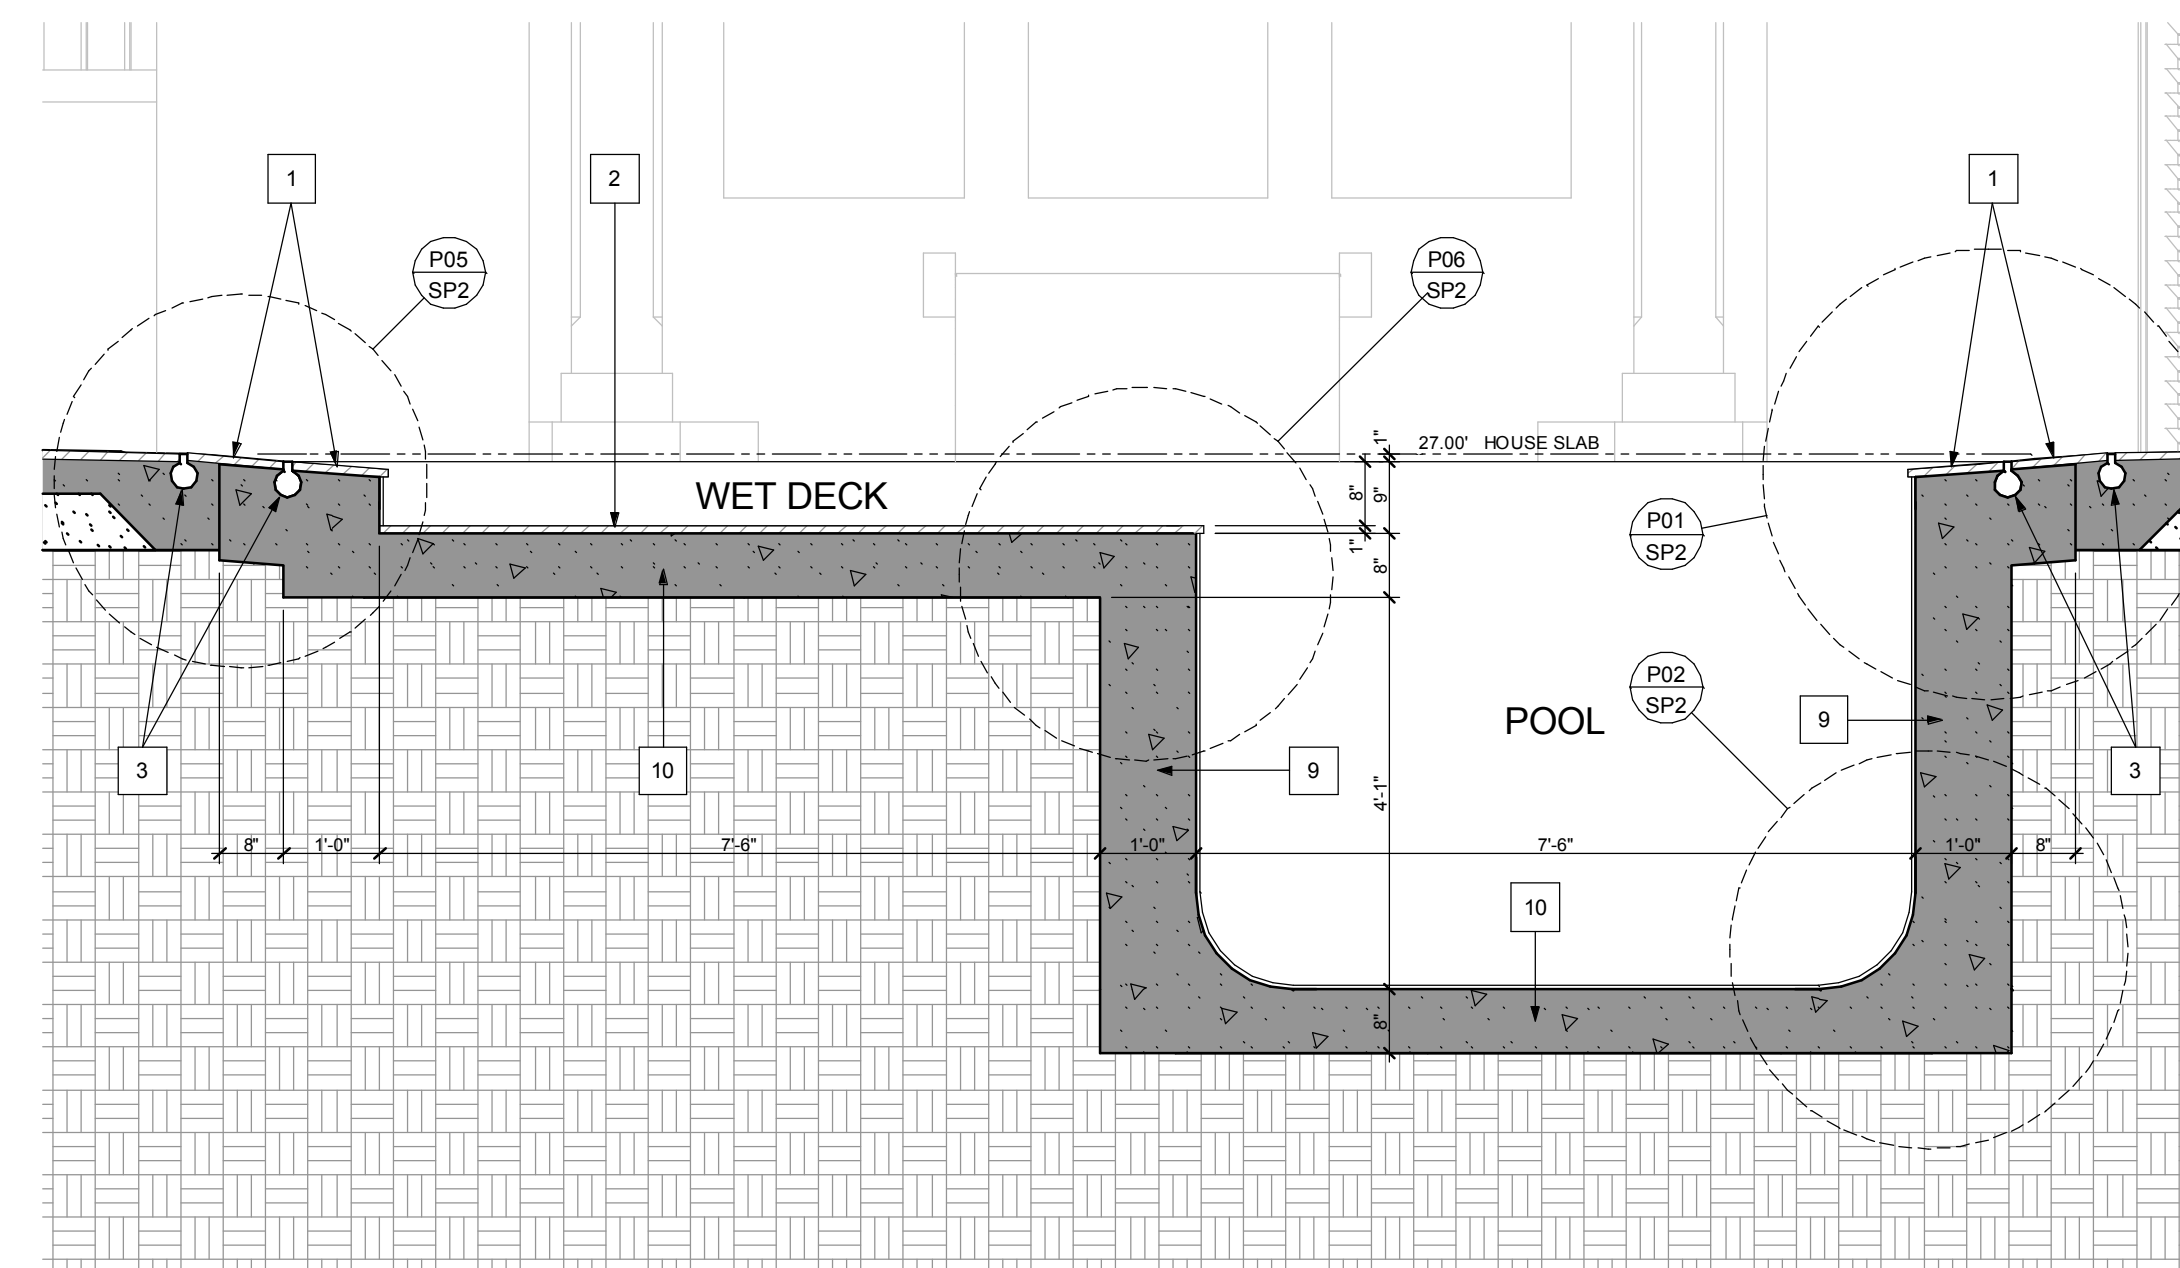 1
2
1
P05
SP2
P06
SP2
1"
27.00' HOUSE SLAB
WET DECK
8"
9"
P01
SP2
1"
8"
P02
SP2
POOL
9
3
10
9
3
4'-1"
8"
1'-0"
7'-6"
1'-0"
7'-6"
1'-0"
8"
10
8"